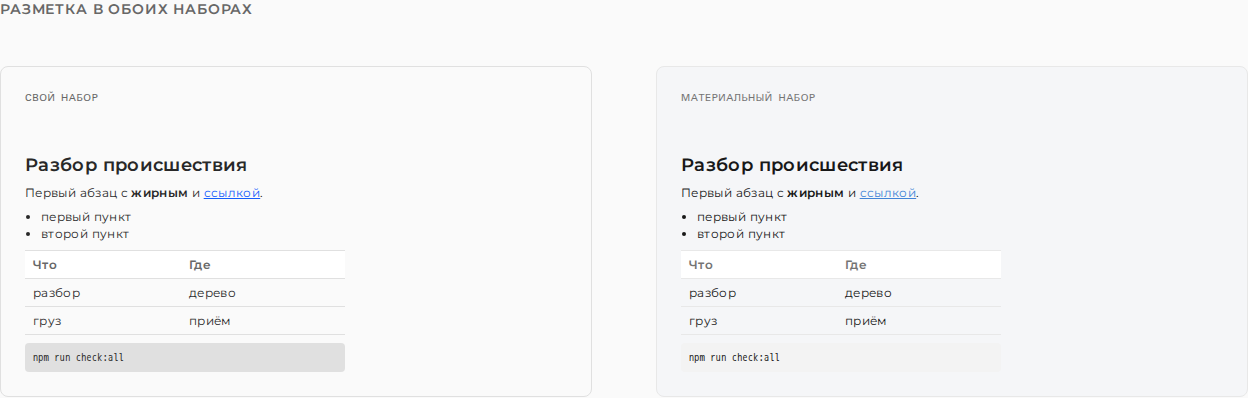 РАЗМЕТКА В ОБОИХ НАБОРАХ
СВОЙ НАБОР
Разбор происшествия
Первый абзац с жирным и ссылкой.
• первый пункт
• второй пункт
Что Где
разбор дерево
груз приём
npm run check:all
МАТЕРИАЛЬНЫЙ НАБОР
Разбор происшествия
Первый абзац с жирным и ссылкой.
• первый пункт
• второй пункт
Что Где
разбор дерево
груз приём
npm run check:all